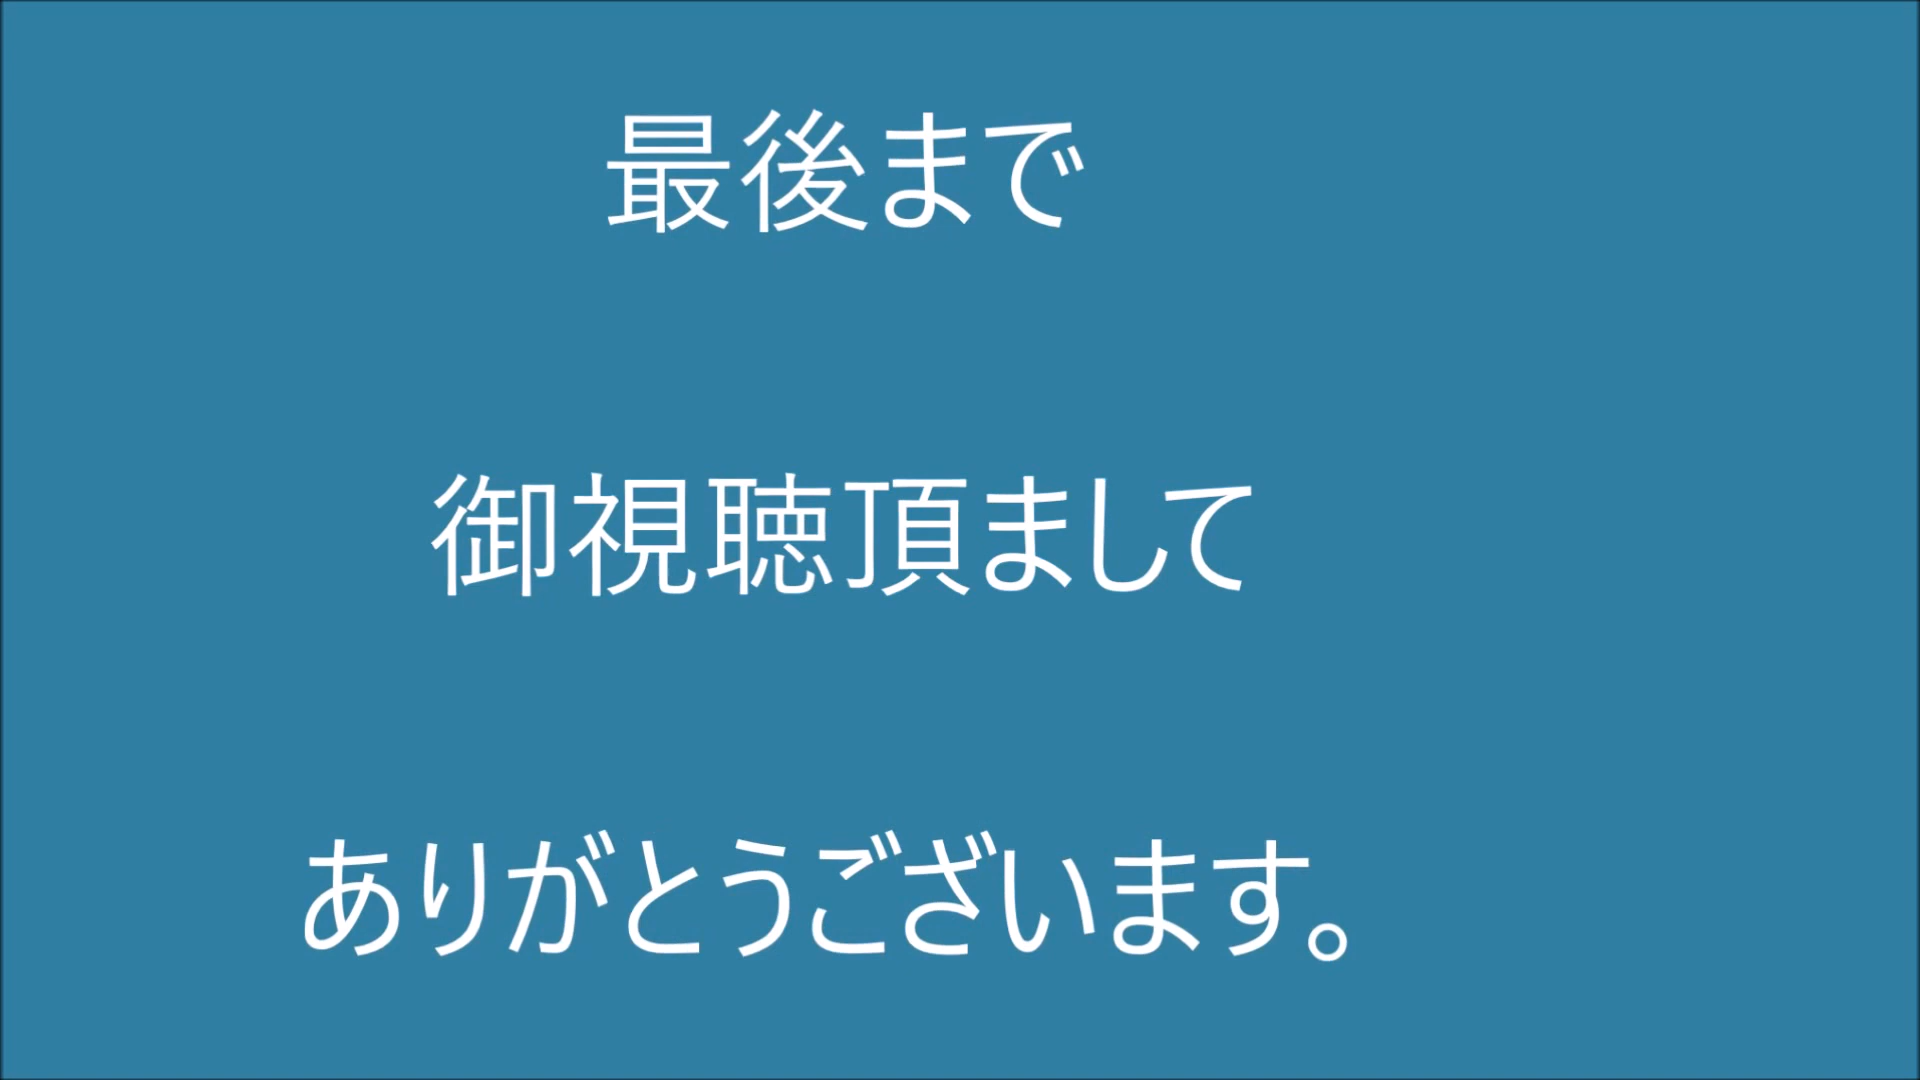 最後まで
御視聴頂まして
ありがとうございます。